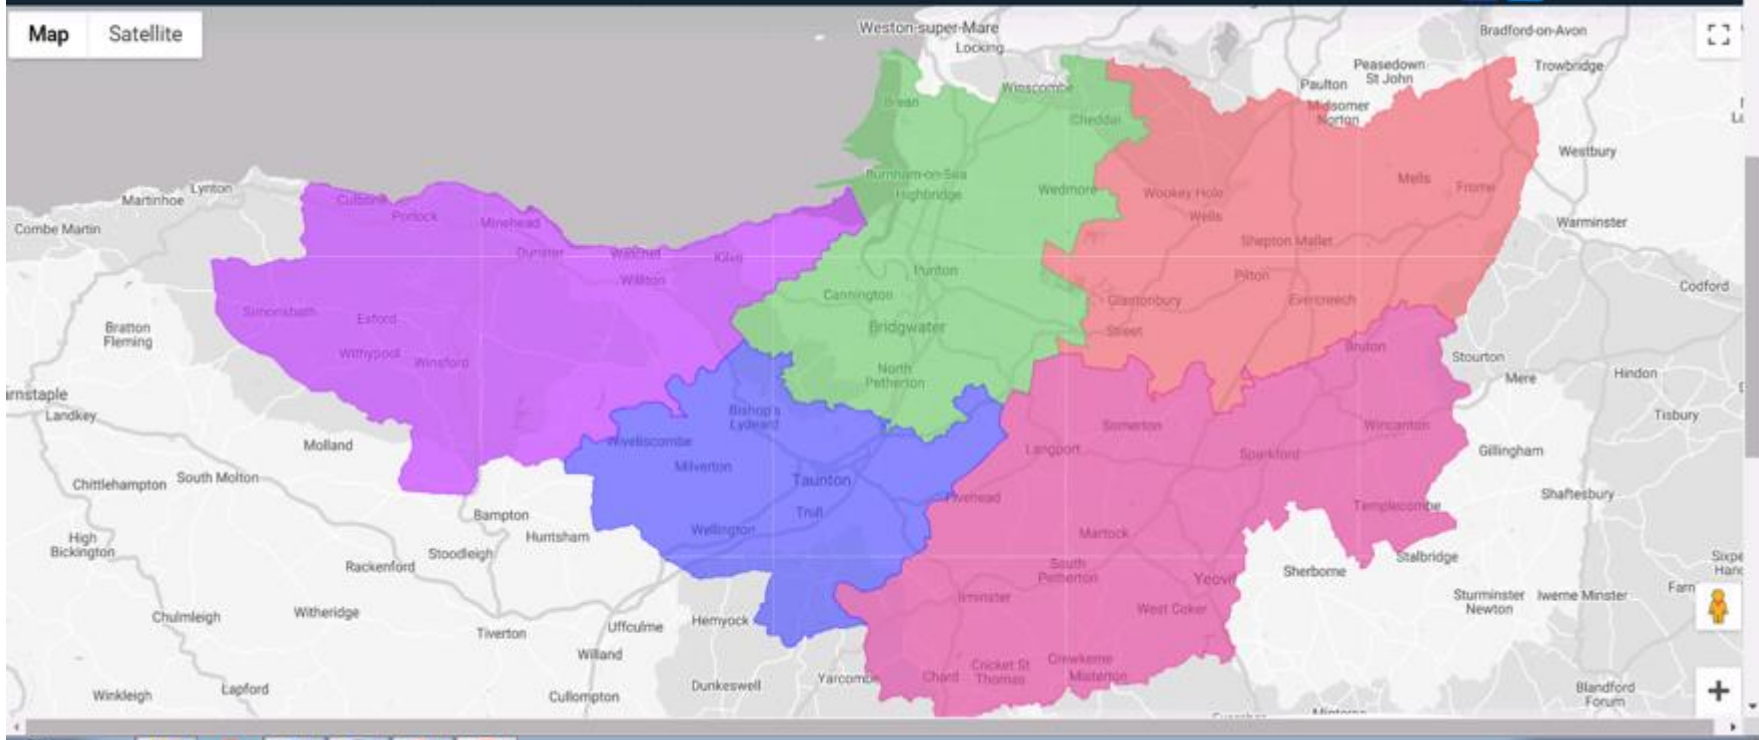 Map Satellite
Weston-super-Mare
Locking
Bradford-on-Avon
Trowbridge
Peasedown
St John
Paulton
Midsomer
Norton
Winscombe
Brean
Cheddar
Westbury
Burnham-on-Sea
Highbridge
Wedmore
Wookey Hole
Wells
Mells
Frome
Warminster
Lynton
Martinhoe
Combe Martin
Culbone
Porlock
Minehead
Dunster
Watchet
Kilve
Williton
Shepton Mallet
Pilton
Puriton
Cannington
Bridgwater
Glastonbury
Evercreech
Street
Codford
Simonsbath
Exford
Withypool
Winsford
Bratton
Fleming
North
Petherton
Bruton
Stourton
Mere
Hindon
Tisbury
arnstaple
Landkey
Molland
Bishop's
Lydeard
Wiveliscombe
Milverton
Taunton
Trull
Wellington
Langport
Somerton
Sparkford
Wincanton
Gillingham
Shaftesbury
Chittlehampton
South Molton
High
Bickington
Bampton
Huntsham
Stoodleigh
Rackenford
Fivehead
Martock
South
Petherton
Templecombe
Stalbridge
Sherborne
Yeovil
Ilminster
West Coker
Sturminster
Newton
Iwerne Minster
Sixpe
Hand
Farn
Chulmleigh
Witheridge
Tiverton
Uffculme
Hemyock
Willand
Winkleigh
Lapford
Cullompton
Dunkeswell
Yarcombe
Chard
Cricket St
Thomas
Crewkerne
Misterton
Blandford
Forum